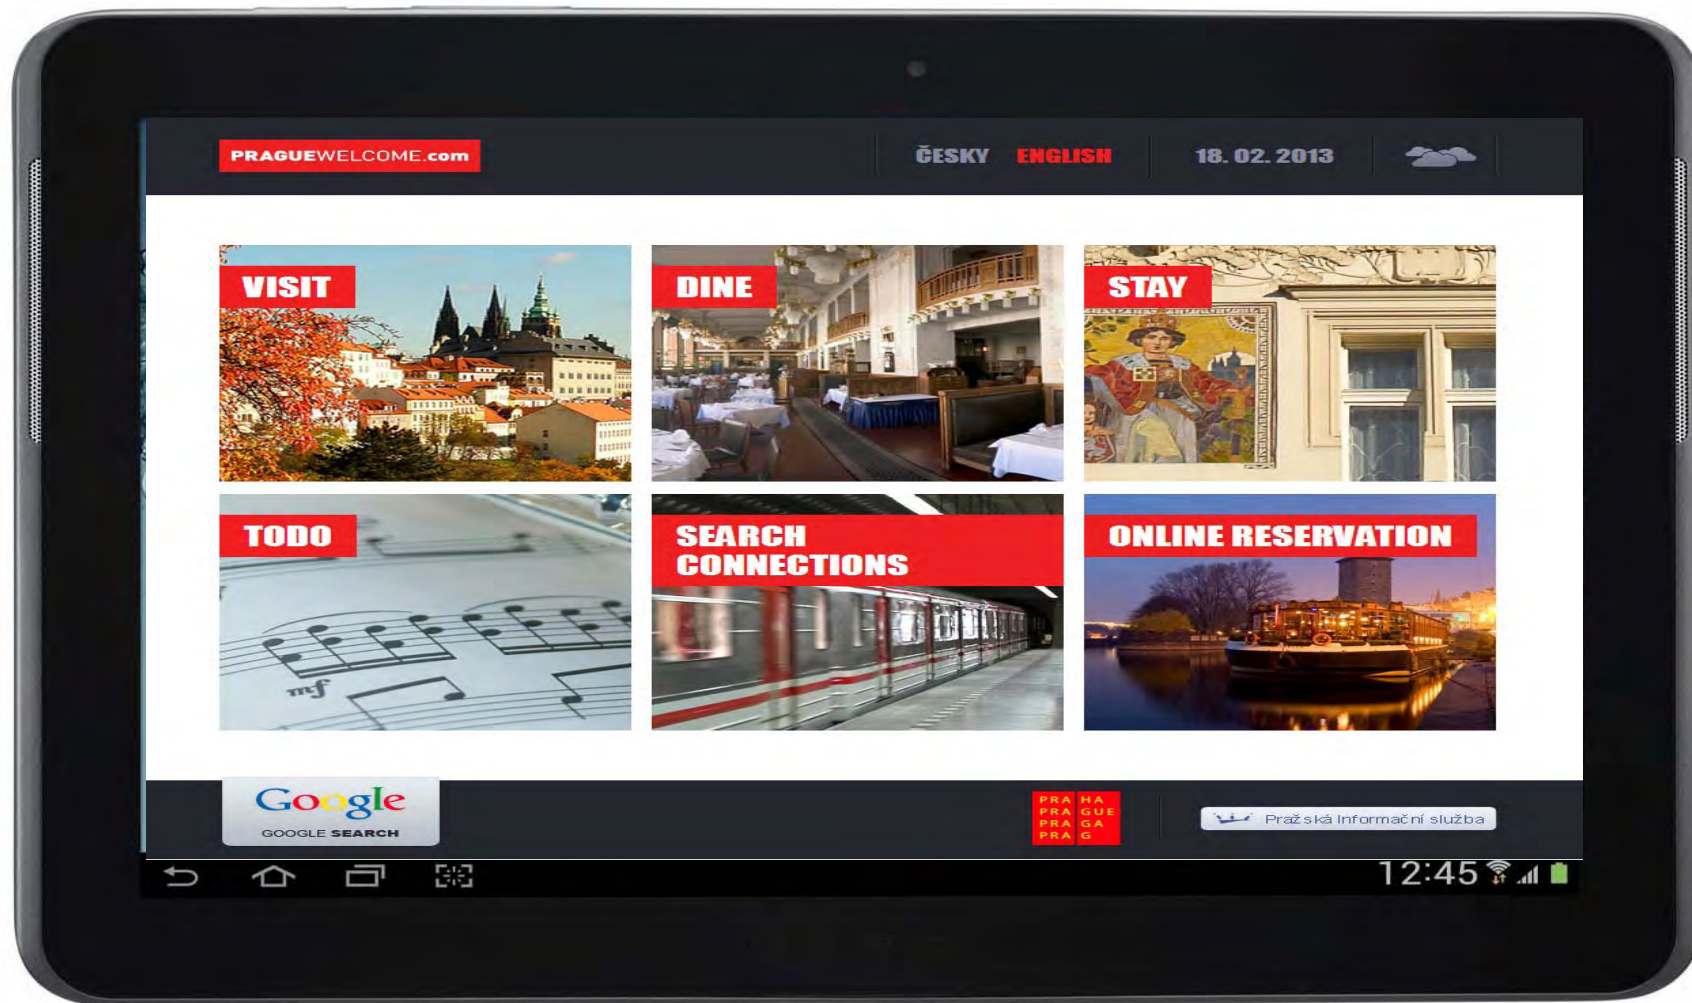 PRAGUEWELCOME.com
ČESKY ENGLISH 18. 02. 2013
VISIT
DINE
STAY
TODO
mf
SEARCH
CONNECTIONS
ONLINE RESERVATION
Google
GOOGLE SEARCH
PRA HA
PRA GUE
PRA GA
PRA G
Pražská informační služba
12:45